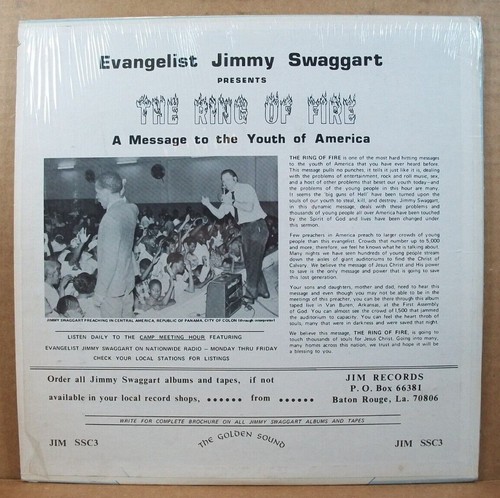 Evangelist Jimmy Swaggart
PRESENTS
THE RING OF FIRE
A Message to the Youth of America
THE RING OF FIRE is one of the most hard hitting messages
to the youth of America that you have ever heard before.
This message pulls no punches, it tells it just like it is, dealing
with the problems of entertainment, rock and roll music, sex,
and a host of other problems that beset our youth today—and
the problems of the young people in this hour are many.
It seems the 'big guns of Hell' have been turned upon the
souls of our youth to steal, kill, and destroy. Jimmy Swaggart,
in this dynamic message, deals with these problems and
thousands of young people all over America have been touched
by the Spirit of God and lives have been changed under
this sermon.
Few preachers in America preach to larger crowds of young
people than this evangelist. Crowds that number up to 5,000
and more, therefore, we feel he knows what he is talking about.
Many nights we have seen hundreds of young people stream
down the aisles of giant auditoriums to find the Christ of
Calvary. We believe the message of Jesus Christ and His power
to save is the only message and power that is going to save
this lost generation.
Your sons and daughters, mother and dad, need to hear this
message and even though you may not be able to be in the
meetings of this preacher, you can be there through this album
taped live in Van Buren, Arkansas, at the First Assembly
of God. You can almost see the crowd of 1,500 that jammed
the auditorium to capacity. You can feel the heart throb of
souls, many that were in darkness and were saved that night.
We believe this message, THE RING OF FIRE, is going to
touch thousands of youth for Jesus Christ. Going into many,
many homes across this nation, we trust and hope it will be
a blessing to you.
JIMMY SWAGGART PREACHING IN CENTRAL AMERICA, REPUBLIC OF PANAMA, CITY OF COLON (through interpreter)
LISTEN DAILY TO THE CAMP MEETING HOUR FEATURING
EVANGELIST JIMMY SWAGGART ON NATIONWIDE RADIO — MONDAY THRU FRIDAY
CHECK YOUR LOCAL STATIONS FOR LISTINGS
Order all Jimmy Swaggart albums and tapes, if not
available in your local record shops, ...... from ......
JIM RECORDS
P. O. Box 66381
Baton Rouge, La. 70806
WRITE FOR COMPLETE BROCHURE ON ALL JIMMY SWAGGART ALBUMS AND TAPES
JIM SSC3
THE GOLDEN SOUND
JIM SSC3